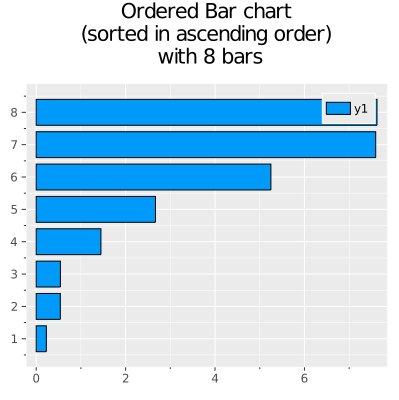 Ordered Bar chart
(sorted in ascending order)
with 8 bars
8
y1
7
6
5
4
3
2
1
0 2 4 6